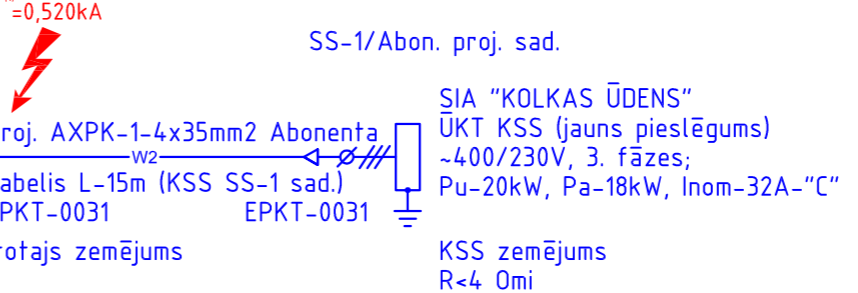 =0,520kA
SS-1/Abon. proj. sad.
SIA "KOLKAS ŪDENS"
ŪKT KSS (jauns pieslēgums)
~400/230V, 3. fāzes;
Pu-20kW, Pa-18kW, Inom-32A-"C"
roj. AXPK-1-4x35mm2 Abonenta
W2
abelis L-15m (KSS SS-1 sad.)
PKT-0031 EPKT-0031
rotajs zemējums
KSS zemējums
R<4 Omi